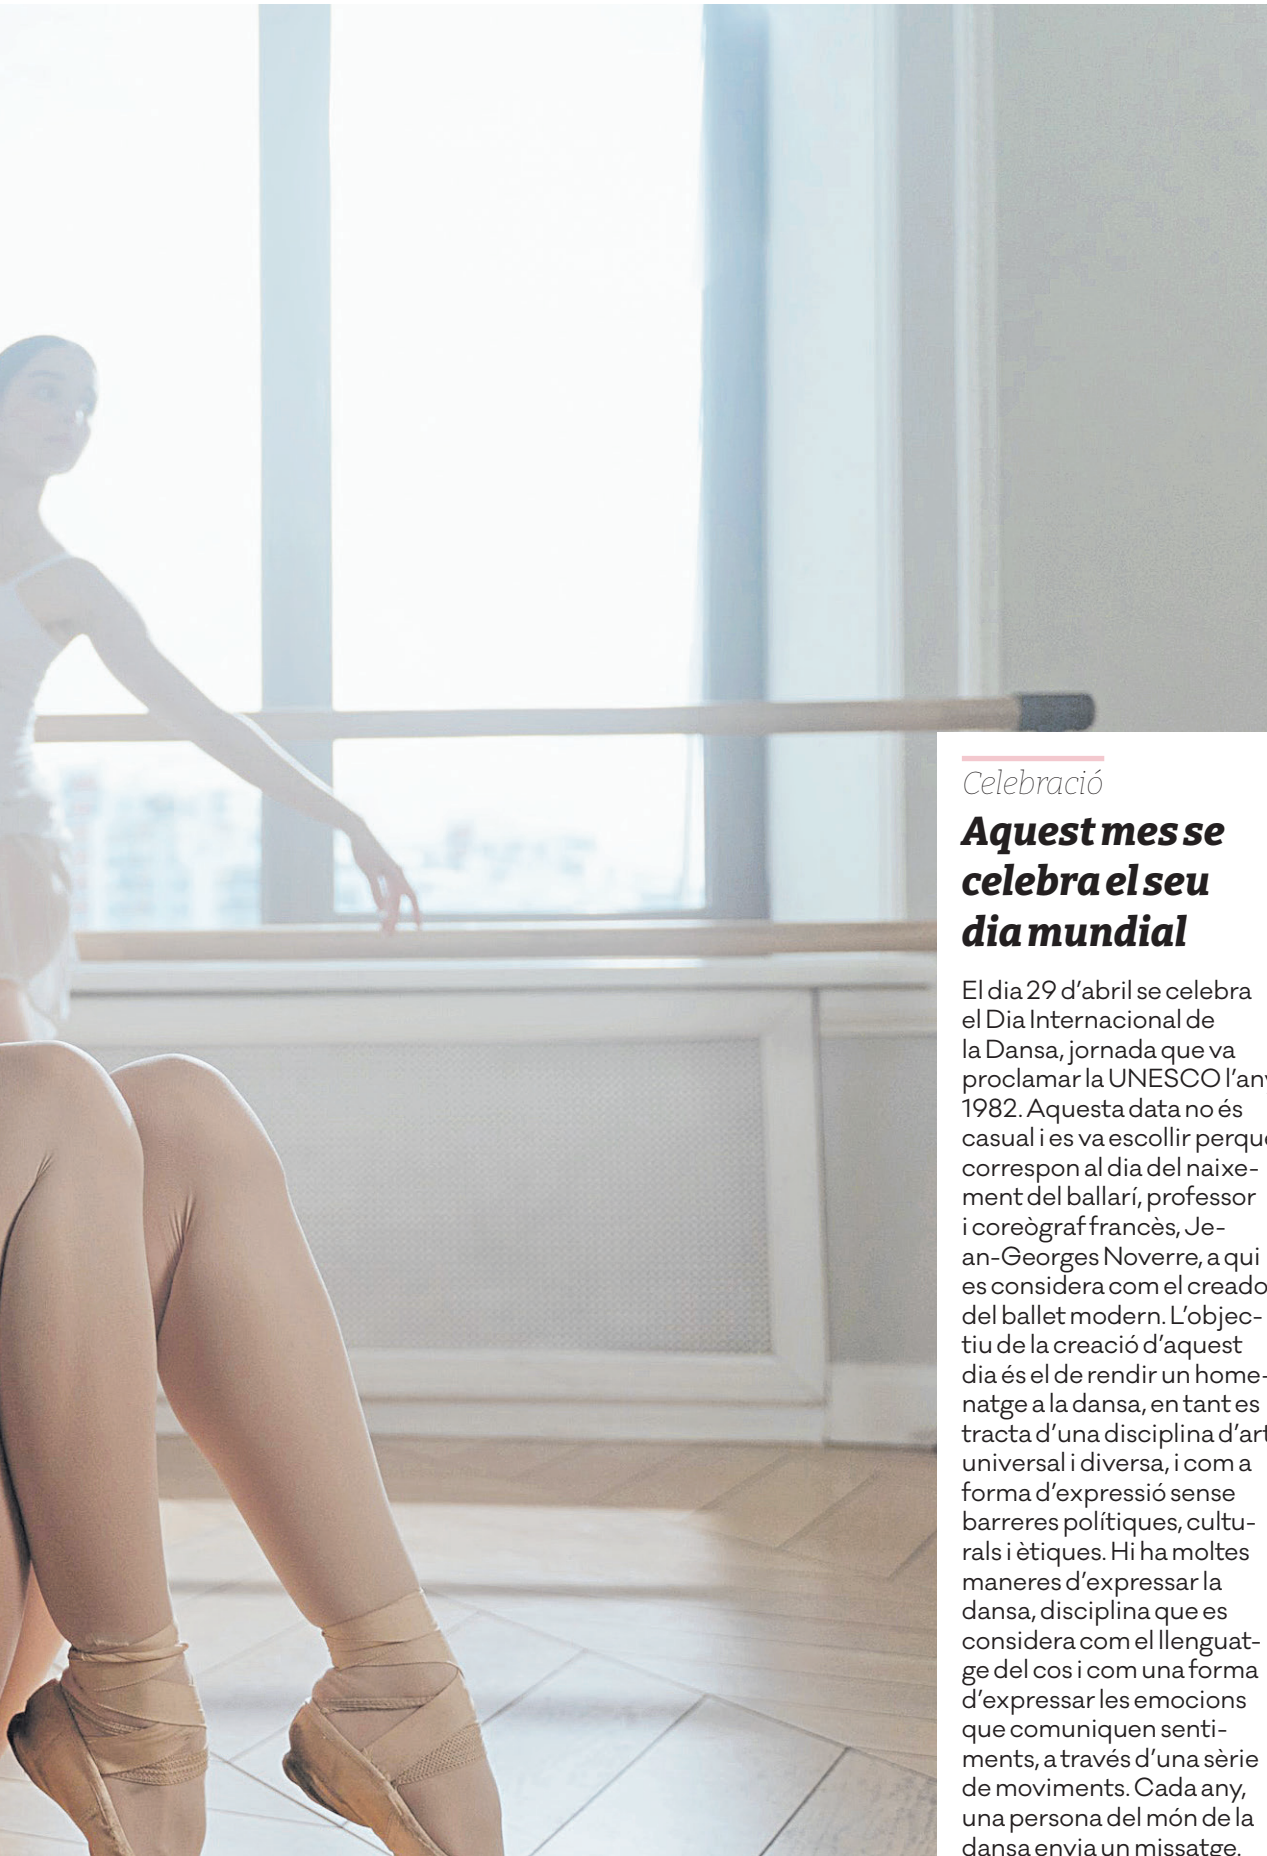 Celebració
Aquest mes se
celebra el seu
dia mundial
El dia 29 d'abril se celebra
el Dia Internacional de
la Dansa, jornada que va
proclamar la UNESCO l'any
1982. Aquesta data no és
casual i es va escollir perquè
correspon al dia del naixe-
ment del ballarí, professor
i coreògraf francès, Je-
an-Georges Noverre, a qui
es considera com el creado
del ballet modern. L'objec-
tiu de la creació d'aquest
dia és el de rendir un home-
natge a la dansa, en tant es
tracta d'una disciplina d'art
universal i diversa, i com a
forma d'expressió sense
barreres polítiques, cultu-
rals i ètiques. Hi ha moltes
maneres d'expressar la
dansa, disciplina que es
considera com el llenguat-
ge del cos i com una forma
d'expressar les emocions
que comuniquen senti-
ments, a través d'una sèrie
de moviments. Cada any,
una persona del món de la
dansa envia un missatge.